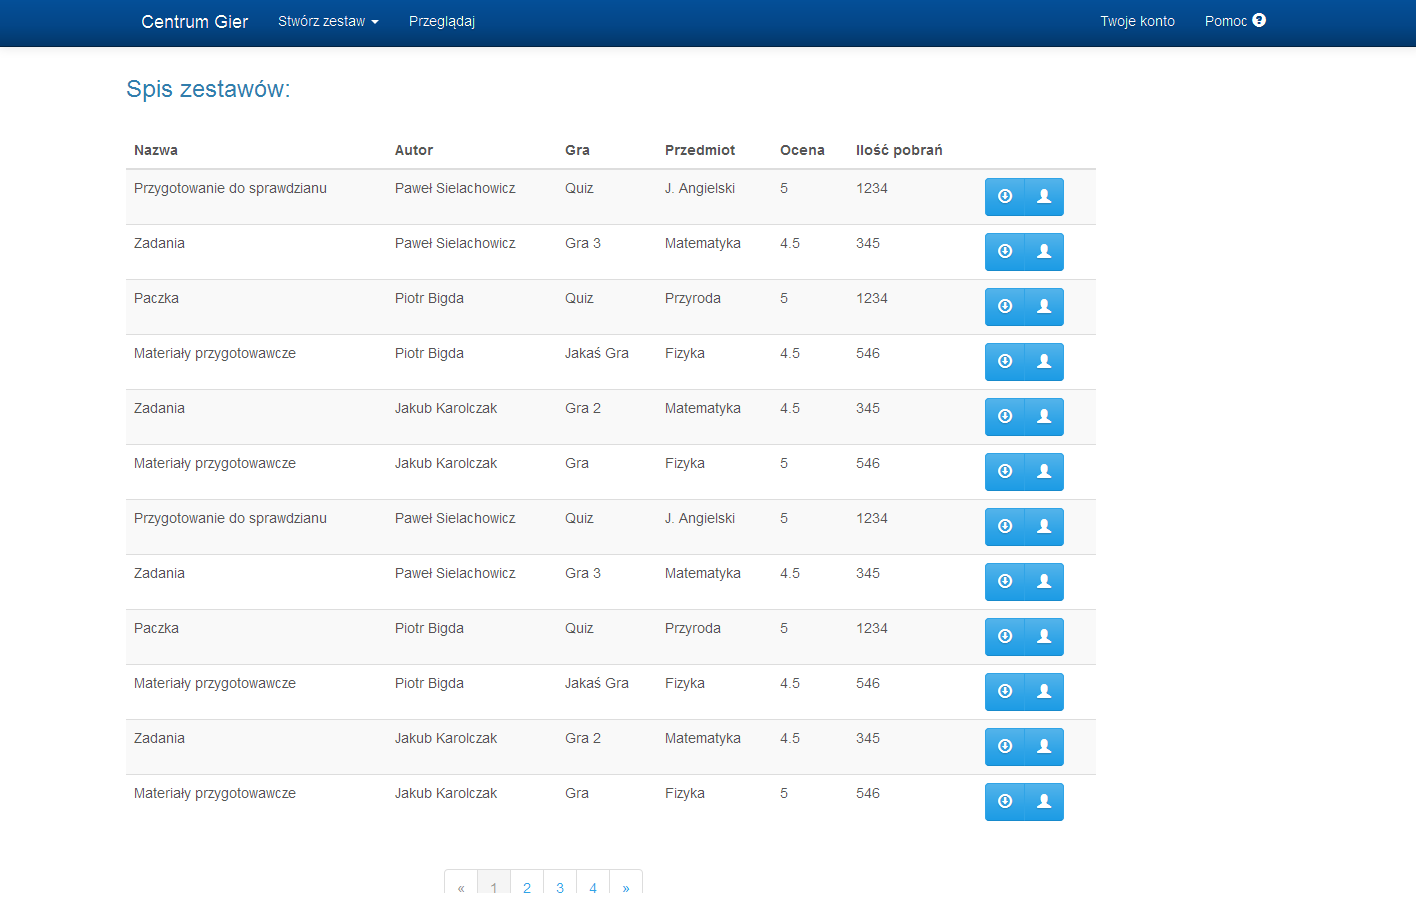 Centrum Gier Stwórz zestaw Przeglądaj Twoje konto Pomoc
Spis zestawów:
Nazwa Autor Gra Przedmiot Ocena Ilość pobrań
Przygotowanie do sprawdzianu Paweł Sielachowicz Quiz J. Angielski 5 1234
Zadania Paweł Sielachowicz Gra 3 Matematyka 4.5 345
Paczka Piotr Bigda Quiz Przyroda 5 1234
Materiały przygotowawcze Piotr Bigda Jakaś Gra Fizyka 4.5 546
Zadania Jakub Karolczak Gra 2 Matematyka 4.5 345
Materiały przygotowawcze Jakub Karolczak Gra Fizyka 5 546
Przygotowanie do sprawdzianu Paweł Sielachowicz Quiz J. Angielski 5 1234
Zadania Paweł Sielachowicz Gra 3 Matematyka 4.5 345
Paczka Piotr Bigda Quiz Przyroda 5 1234
Materiały przygotowawcze Piotr Bigda Jakaś Gra Fizyka 4.5 546
Zadania Jakub Karolczak Gra 2 Matematyka 4.5 345
Materiały przygotowawcze Jakub Karolczak Gra Fizyka 5 546
« 1 2 3 4 »